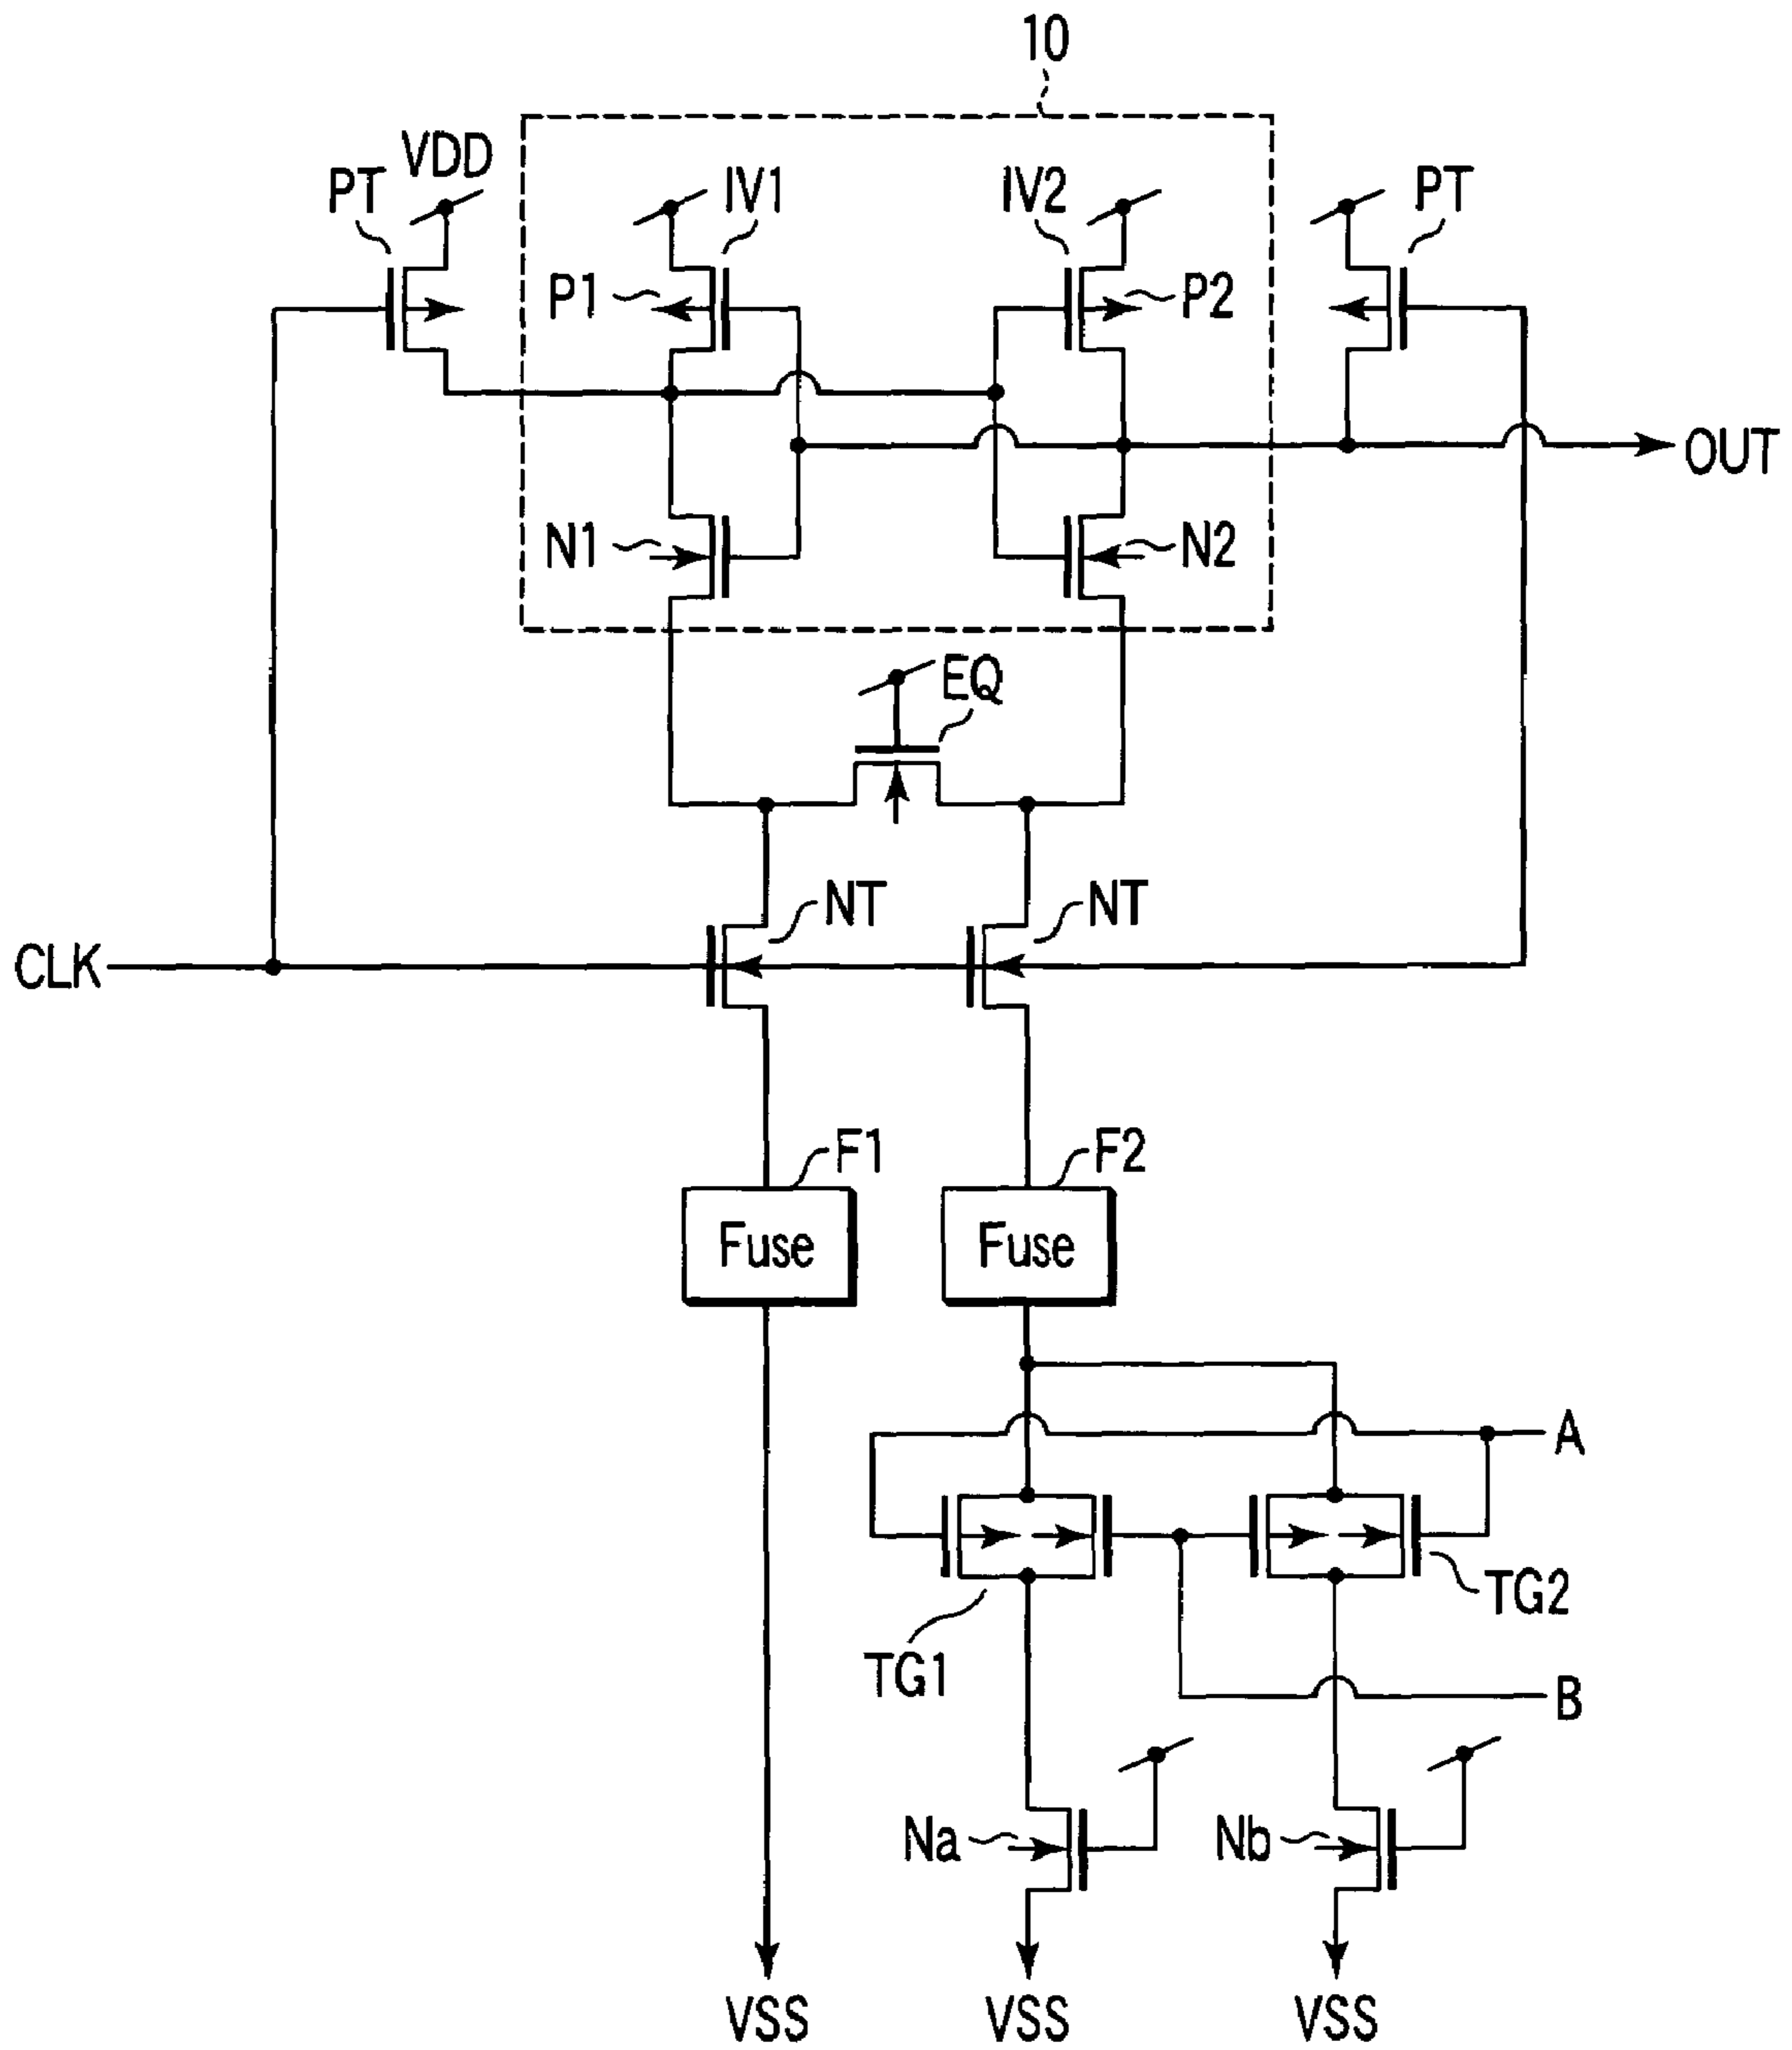 10
VDD
PT
IV1
IV2
PT
P1
P2
OUT
N1
N2
EQ
NT
NT
CLK
F1
F2
Fuse
Fuse
A
TG2
TG1
B
Na
Nb
VSS
VSS
VSS